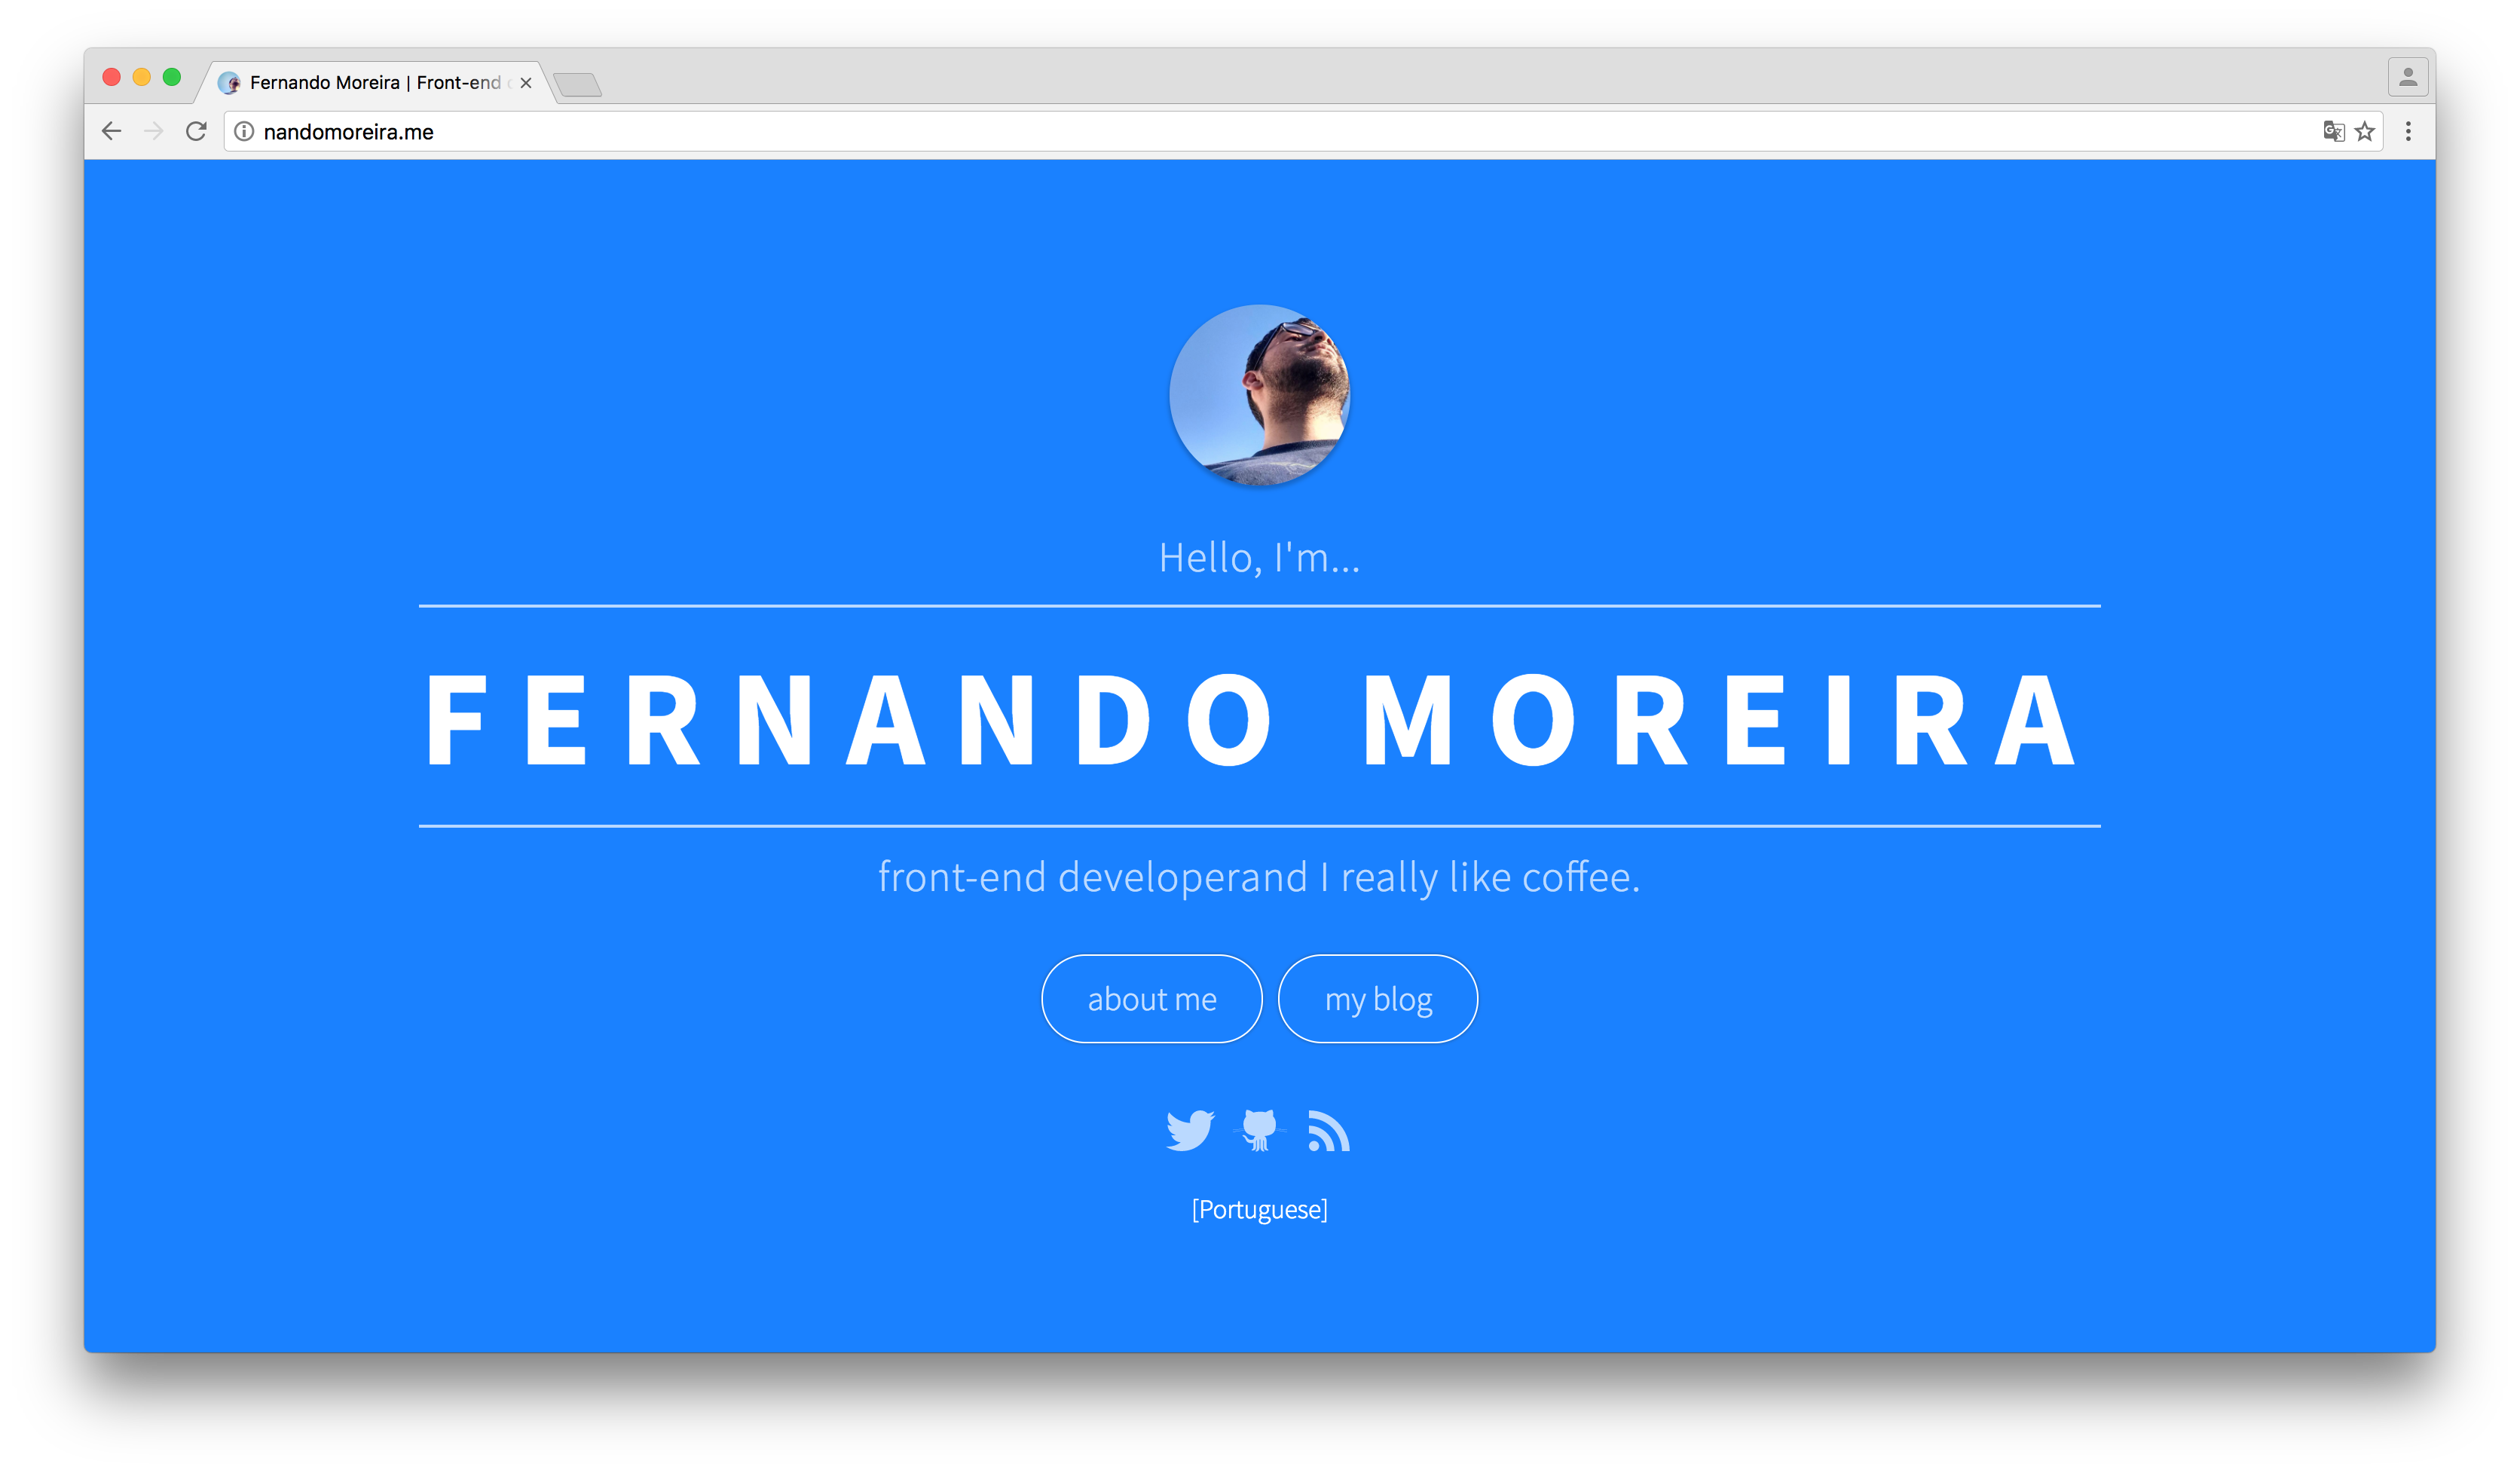 Fernando Moreira | Front-end
nandomoreira.me
Hello, I'm...
FERNANDO MOREIRA
front-end developerand I really like coffee.
about me
my blog
[Portuguese]